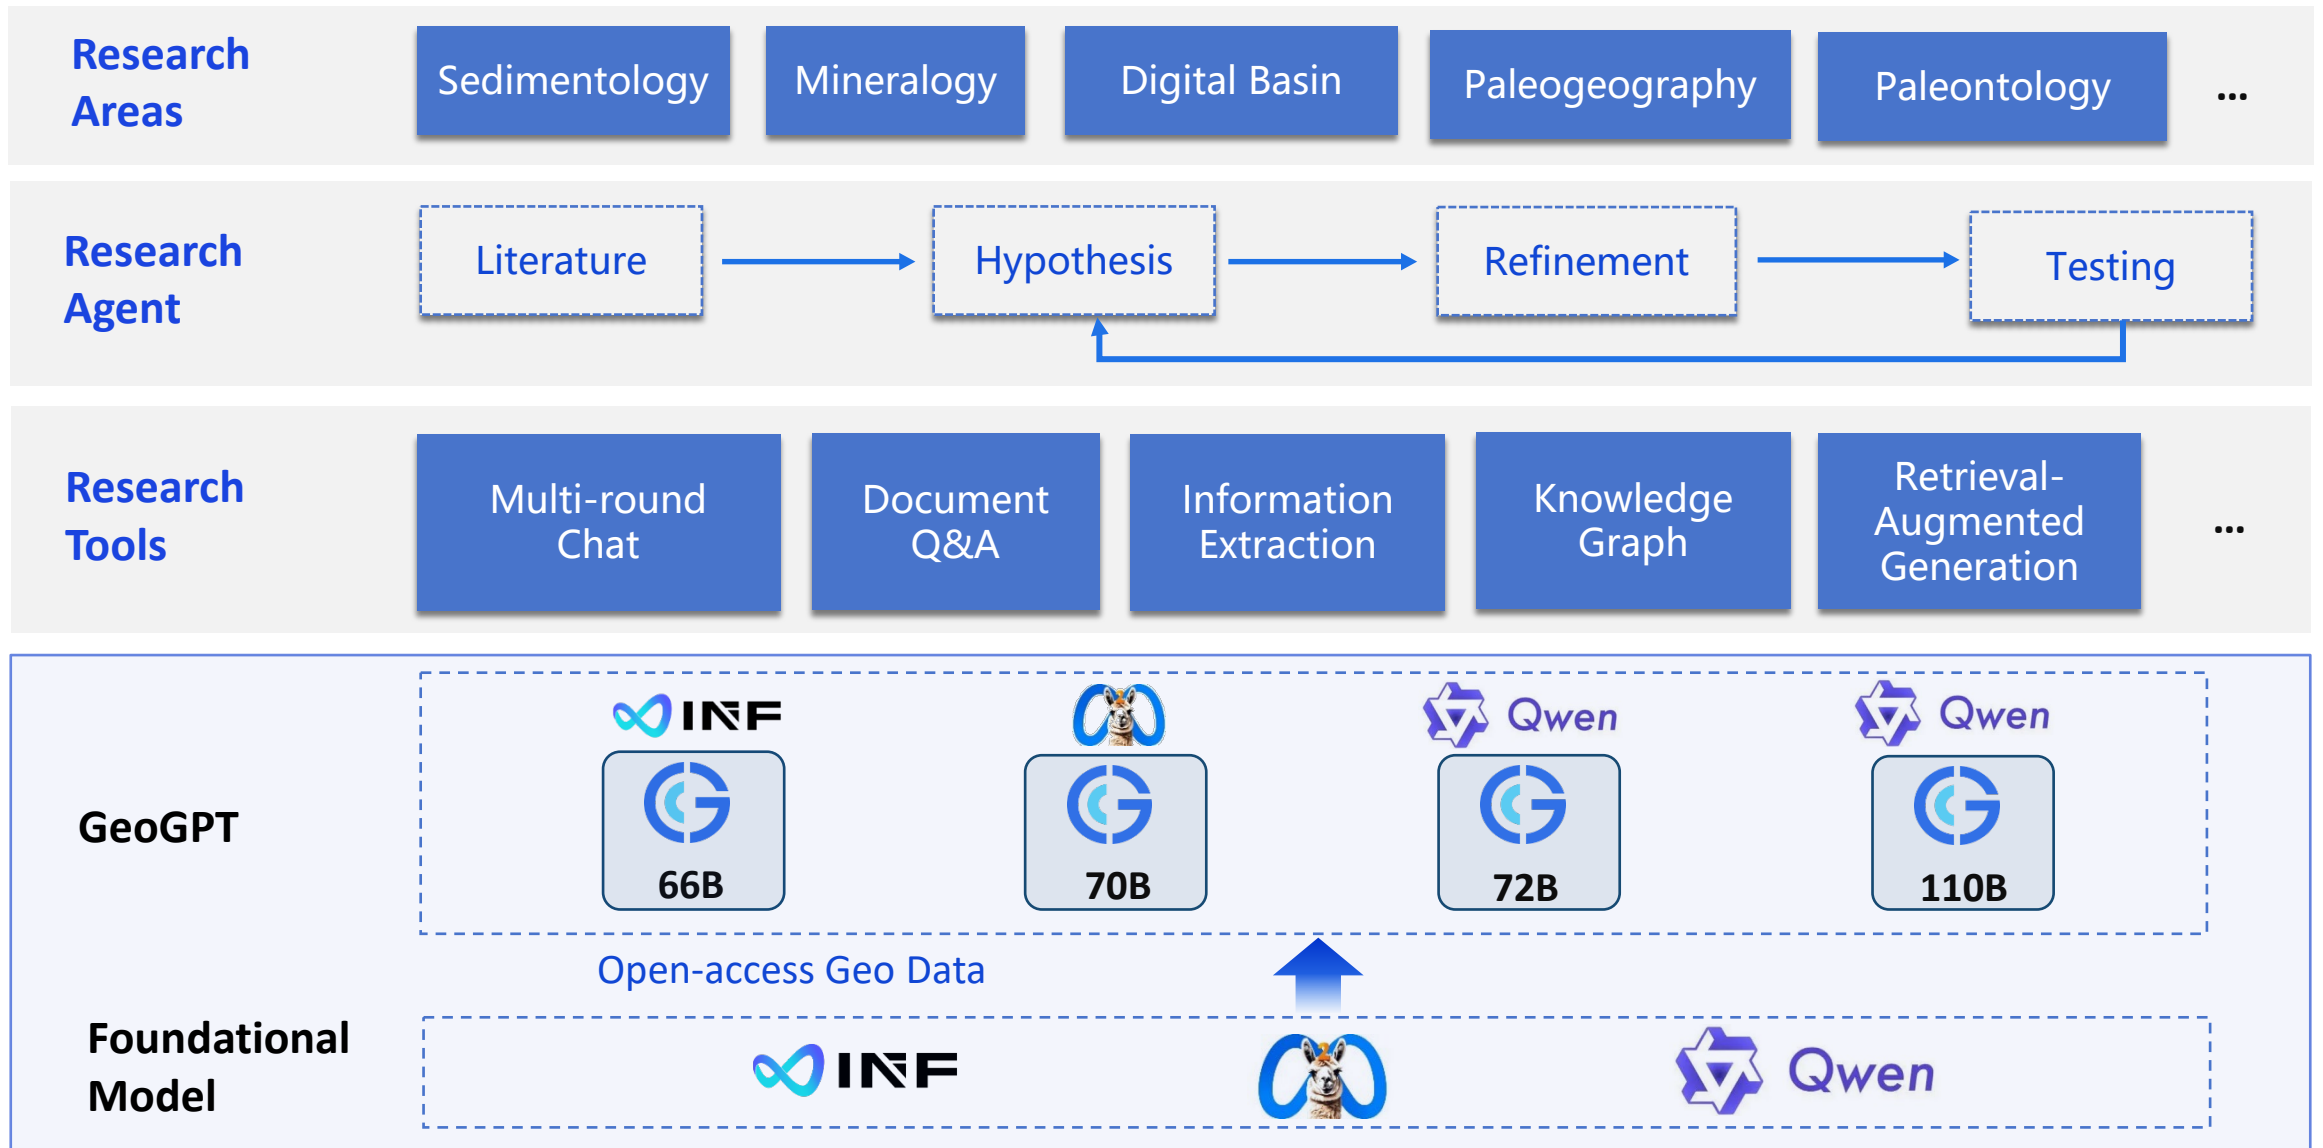 Research
Areas
Sedimentology
Mineralogy
Digital Basin
Paleogeography
Paleontology
...
Research
Agent
Literature
Hypothesis
Refinement
Testing
Research
Tools
Multi-round
Chat
Document
Q&A
Information
Extraction
Knowledge
Graph
Retrieval-
Augmented
Generation
...
GeoGPT
INF
66B
70B
Qwen
72B
Qwen
110B
Open-access Geo Data
Foundational
Model
INF
Qwen